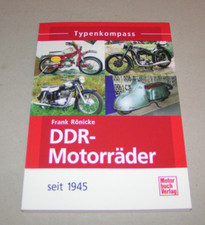 Typenkompass
Frank Rönicke
DDR-
Motorräder
seit 1945
Motor
buch
Verlag